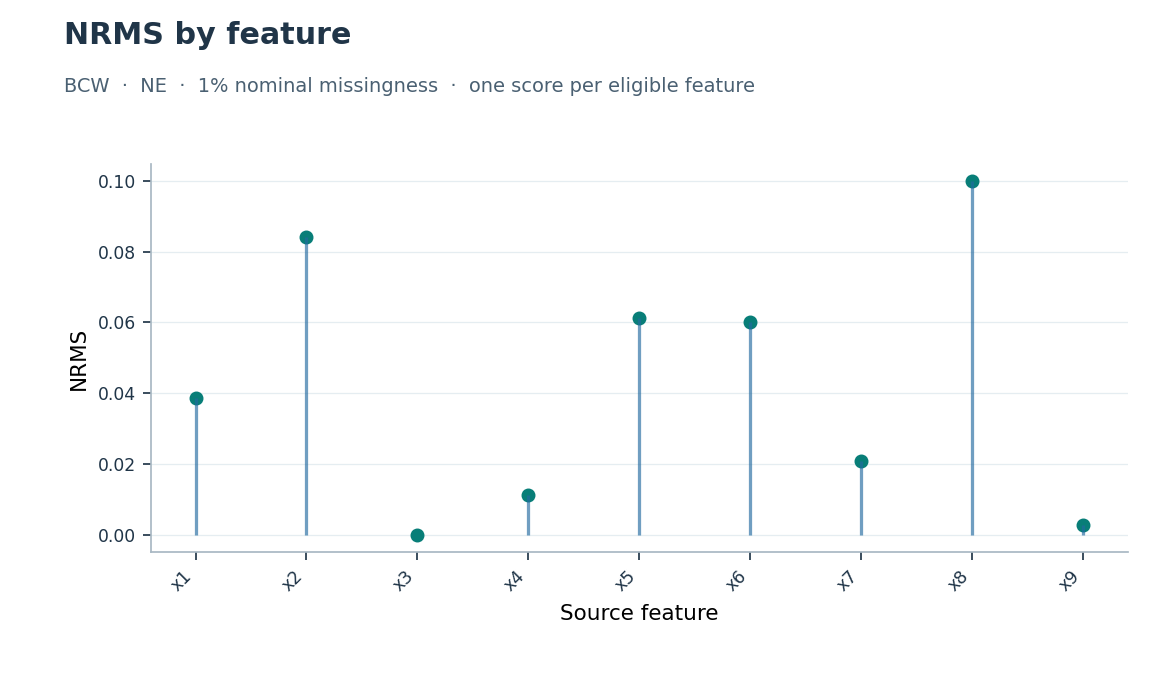 NRMS by feature
BCW · NE · 1% nominal missingness · one score per eligible feature
NRMS
0.10
0.08
0.06
0.04
0.02
0.00
x1 x2 x3 x4 x5 x6 x7 x8 x9
Source feature